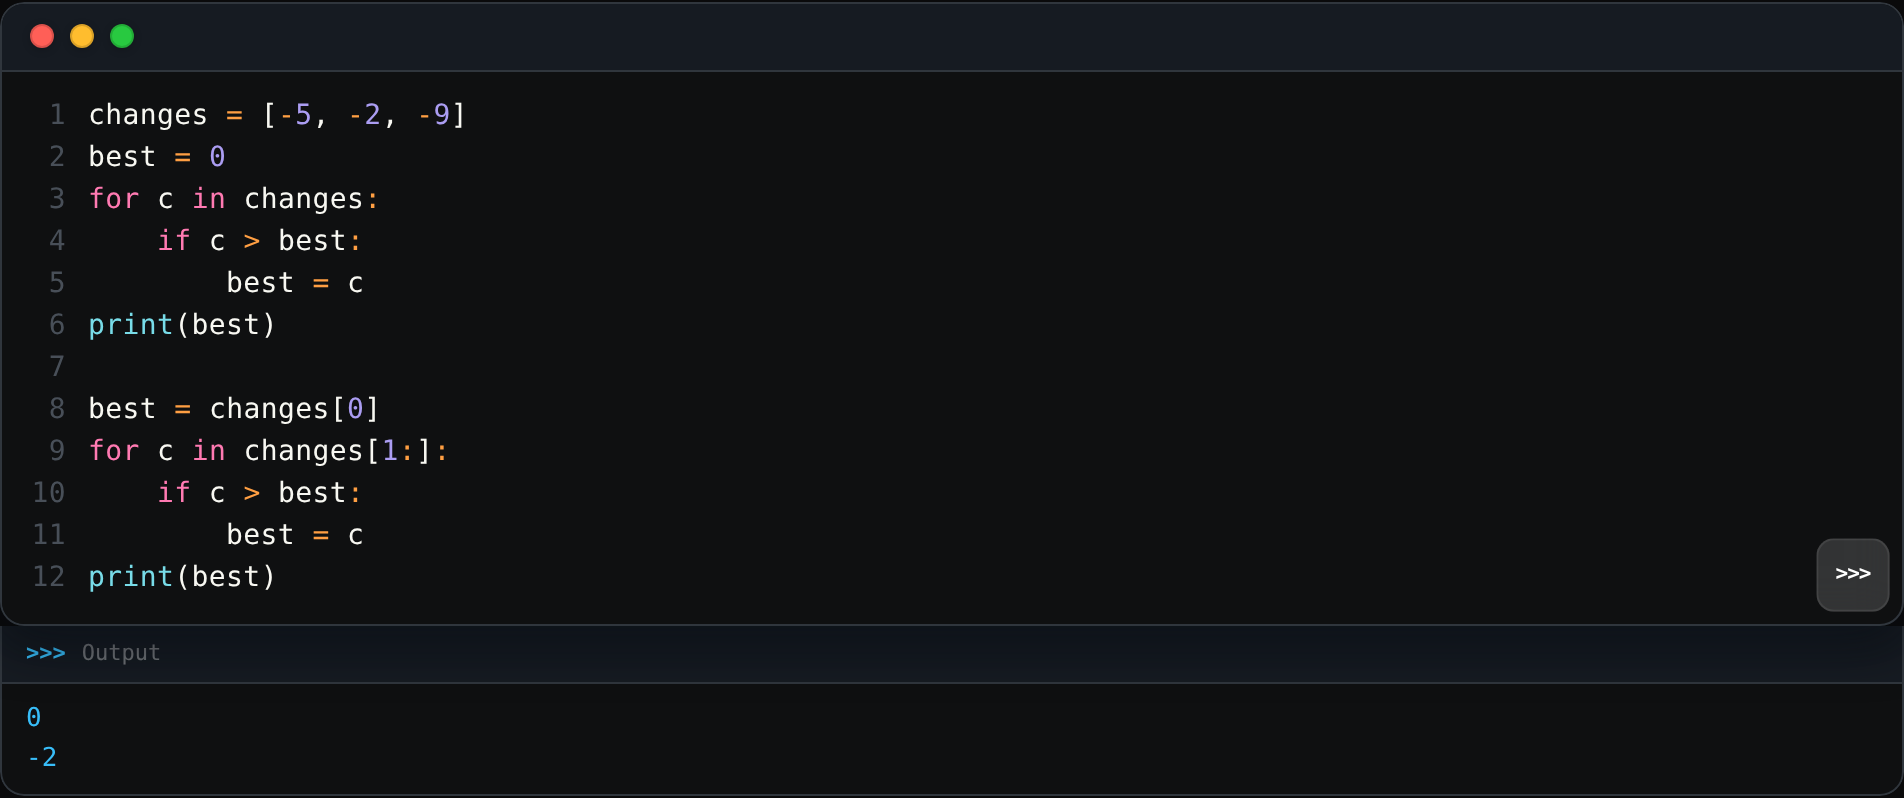 1 changes = [-5, -2, -9]
2 best = 0
3 for c in changes:
4     if c > best:
5         best = c
6 print(best)
7
8 best = changes[0]
9 for c in changes[1:]:
10     if c > best:
11         best = c
12 print(best)
>>>
>>> Output
0
-2